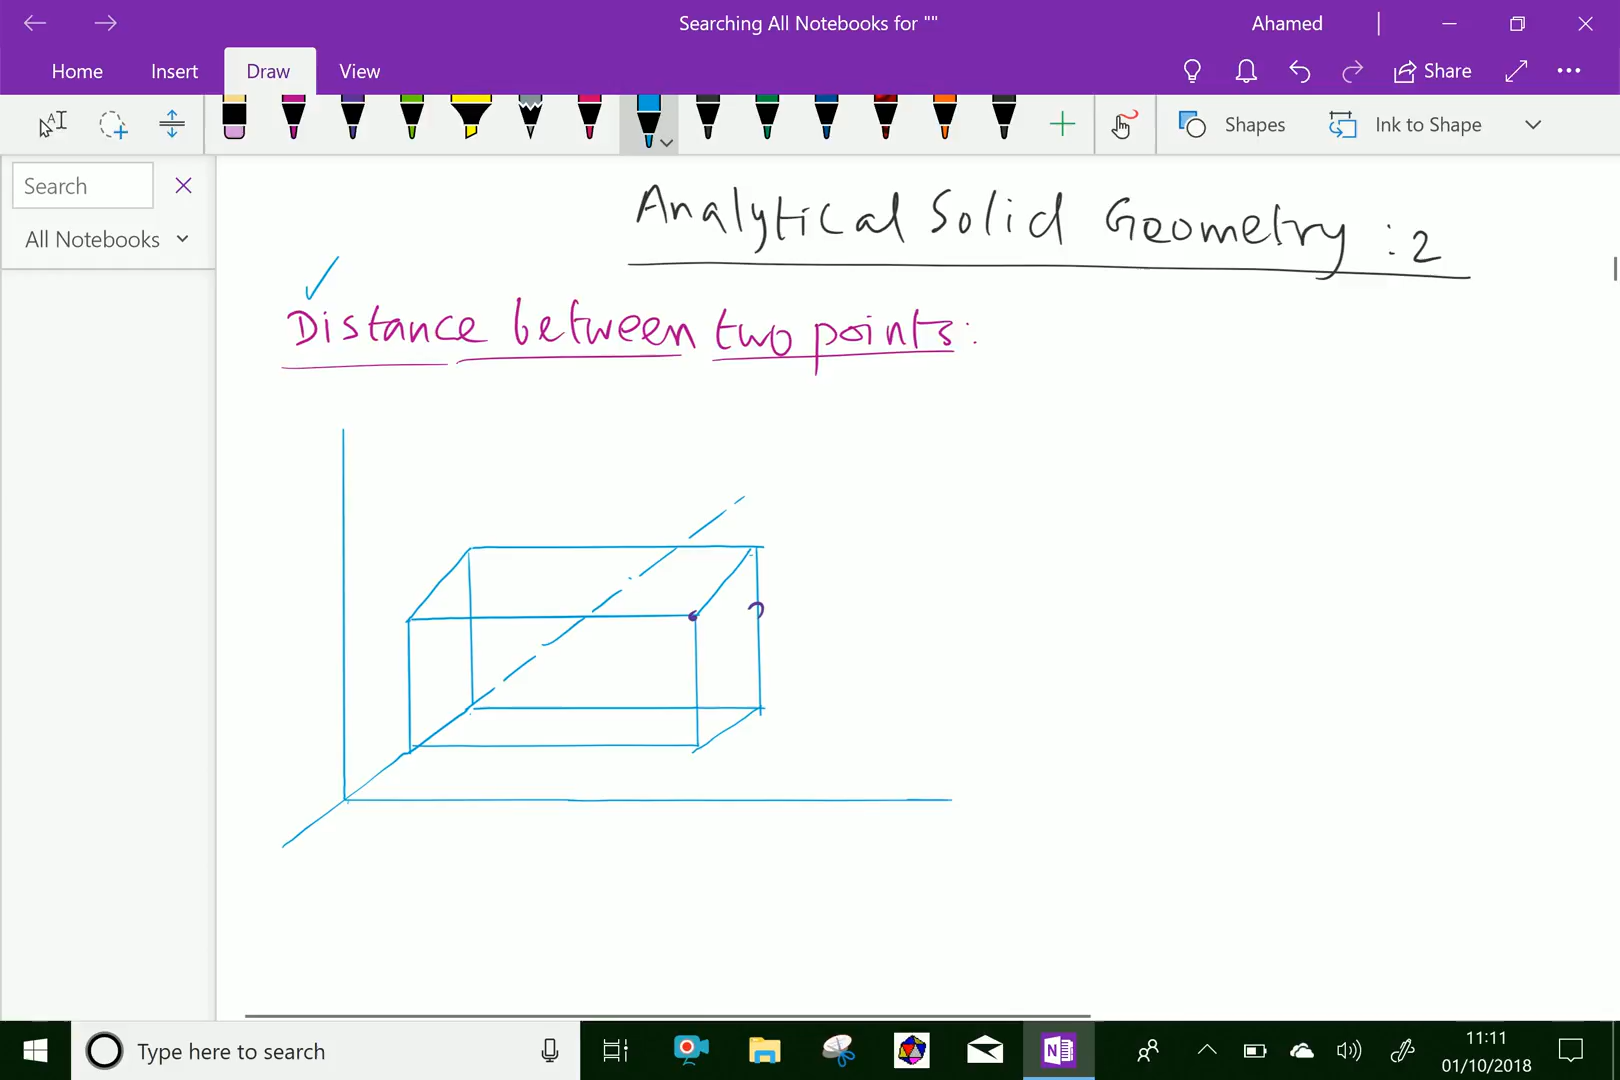 Searching All Notebooks for ""
Ahamed
Home Insert Draw View
Share
Shapes Ink to Shape
Search
All Notebooks
Analytical Solid Geometry : 2
Distance between two points:
Type here to search
11:11
01/10/2018